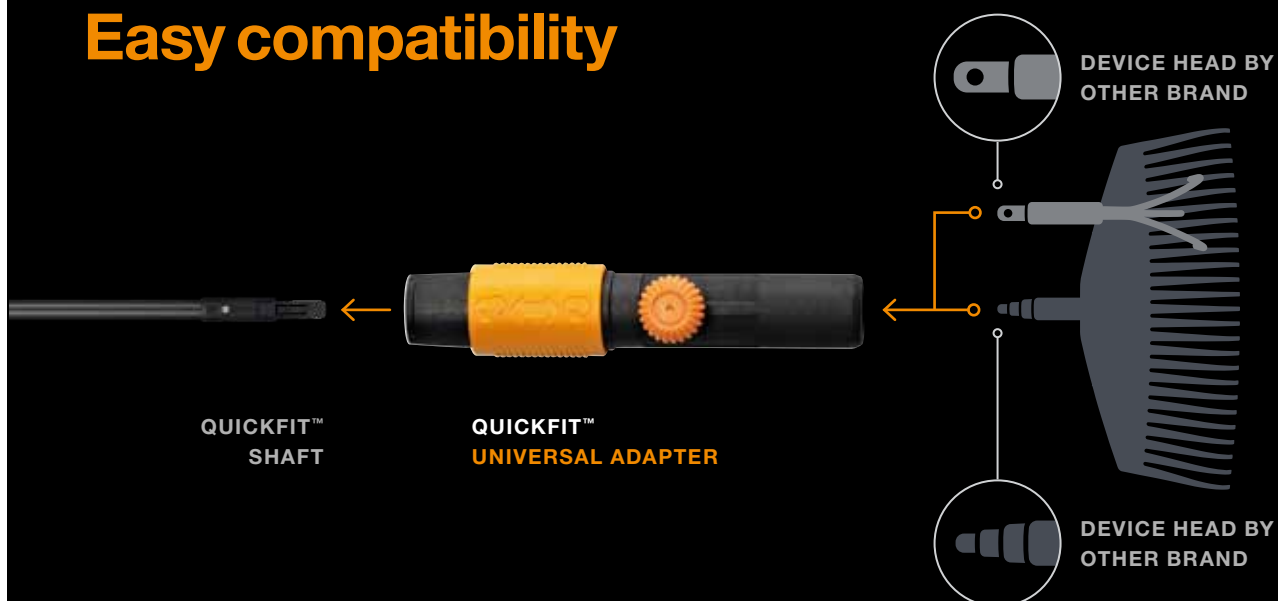 Easy compatibility
DEVICE HEAD BY
OTHER BRAND
QUICKFIT™
SHAFT
QUICKFIT™
UNIVERSAL ADAPTER
DEVICE HEAD BY
OTHER BRAND